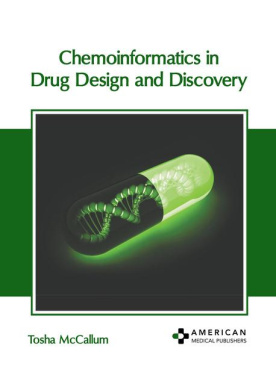 Chemoinformatics in
Drug Design and Discovery
Tosha McCallum
AMERICAN
MEDICAL PUBLISHERS